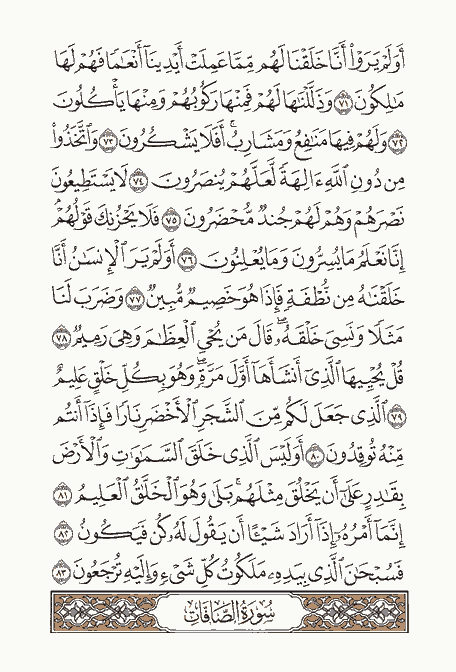 أَوَلَمْ يَرَوْا۟ أَنَّا خَلَقْنَا لَهُم مِّمَّا عَمِلَتْ أَيْدِينَآ أَنْعَٰمًا فَهُمْ لَهَا
مَٰلِكُونَ ٧١ وَذَلَّلْنَٰهَا لَهُمْ فَمِنْهَا رَكُوبُهُمْ وَمِنْهَا يَأْكُلُونَ
٧٢ وَلَهُمْ فِيهَا مَنَٰفِعُ وَمَشَارِبُ ۖ أَفَلَا يَشْكُرُونَ ٧٣ وَٱتَّخَذُوا۟
مِن دُونِ ٱللَّهِ ءَالِهَةً لَّعَلَّهُمْ يُنصَرُونَ ٧٤ لَا يَسْتَطِيعُونَ
نَصْرَهُمْ وَهُمْ لَهُمْ جُندٌ مُّحْضَرُونَ ٧٥ فَلَا يَحْزُنكَ قَوْلُهُمْ ۘ
إِنَّا نَعْلَمُ مَا يُسِرُّونَ وَمَا يُعْلِنُونَ ٧٦ أَوَلَمْ يَرَ ٱلْإِنسَٰنُ أَنَّا
خَلَقْنَٰهُ مِن نُّطْفَةٍ فَإِذَا هُوَ خَصِيمٌ مُّبِينٌ ٧٧ وَضَرَبَ لَنَا
مَثَلًا وَنَسِىَ خَلْقَهُۥ ۖ قَالَ مَن يُحْىِ ٱلْعِظَٰمَ وَهِىَ رَمِيمٌ ٧٨
قُلْ يُحْيِيهَا ٱلَّذِىٓ أَنشَأَهَآ أَوَّلَ مَرَّةٍ ۖ وَهُوَ بِكُلِّ خَلْقٍ عَلِيمٌ
٧٩ ٱلَّذِى جَعَلَ لَكُم مِّنَ ٱلشَّجَرِ ٱلْأَخْضَرِ نَارًا فَإِذَآ أَنتُم
مِّنْهُ تُوقِدُونَ ٨٠ أَوَلَيْسَ ٱلَّذِى خَلَقَ ٱلسَّمَٰوَٰتِ وَٱلْأَرْضَ
بِقَٰدِرٍ عَلَىٰٓ أَن يَخْلُقَ مِثْلَهُم ۚ بَلَىٰ وَهُوَ ٱلْخَلَّٰقُ ٱلْعَلِيمُ ٨١
إِنَّمَآ أَمْرُهُۥٓ إِذَآ أَرَادَ شَيْـًٔا أَن يَقُولَ لَهُۥ كُن فَيَكُونُ ٨٢
فَسُبْحَٰنَ ٱلَّذِى بِيَدِهِۦ مَلَكُوتُ كُلِّ شَىْءٍ وَإِلَيْهِ تُرْجَعُونَ ٨٣
سُورَةُ الصَّافَّاتِ